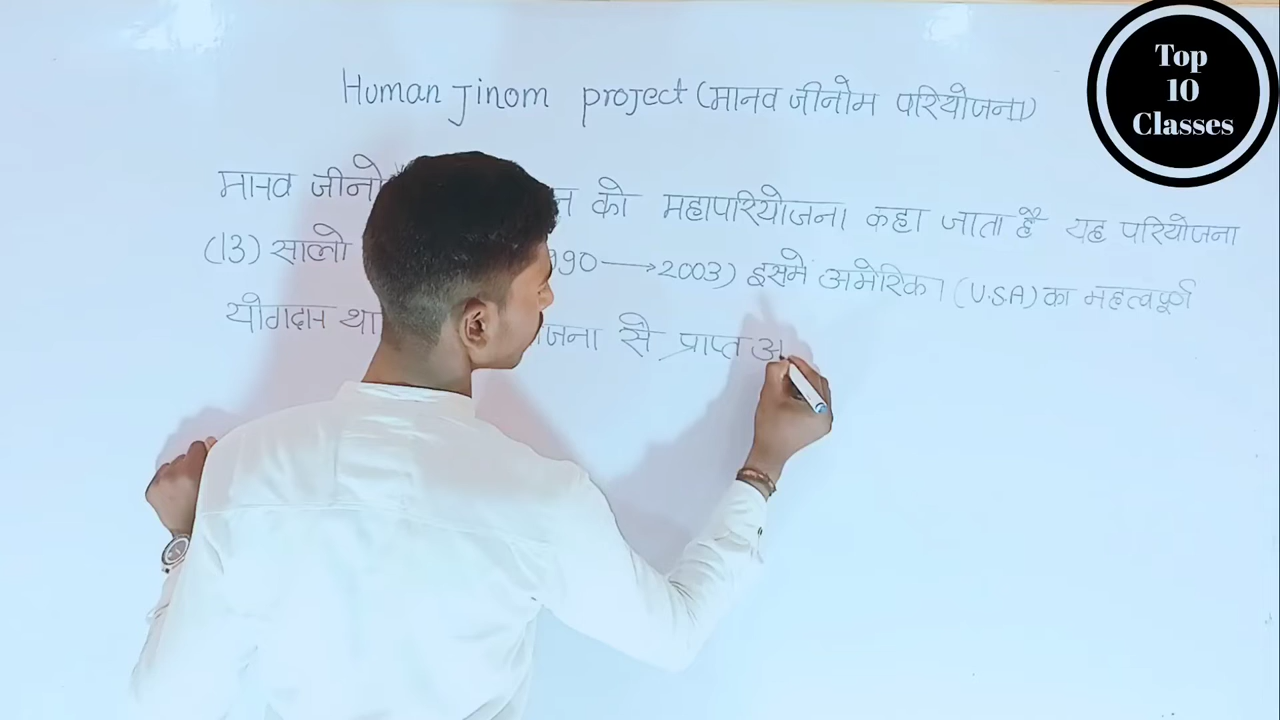 Human Jinom project (मानव जीनोम परियोजना)
मानव जीनो को महापरियोजना कहा जाता है यह परियोजना
(13) सालो 990→2003) इसमें अमेरिका (U.S.A) का महत्वपूर्ण
योगदान था जना से प्राप्त अ
Top
10
Classes